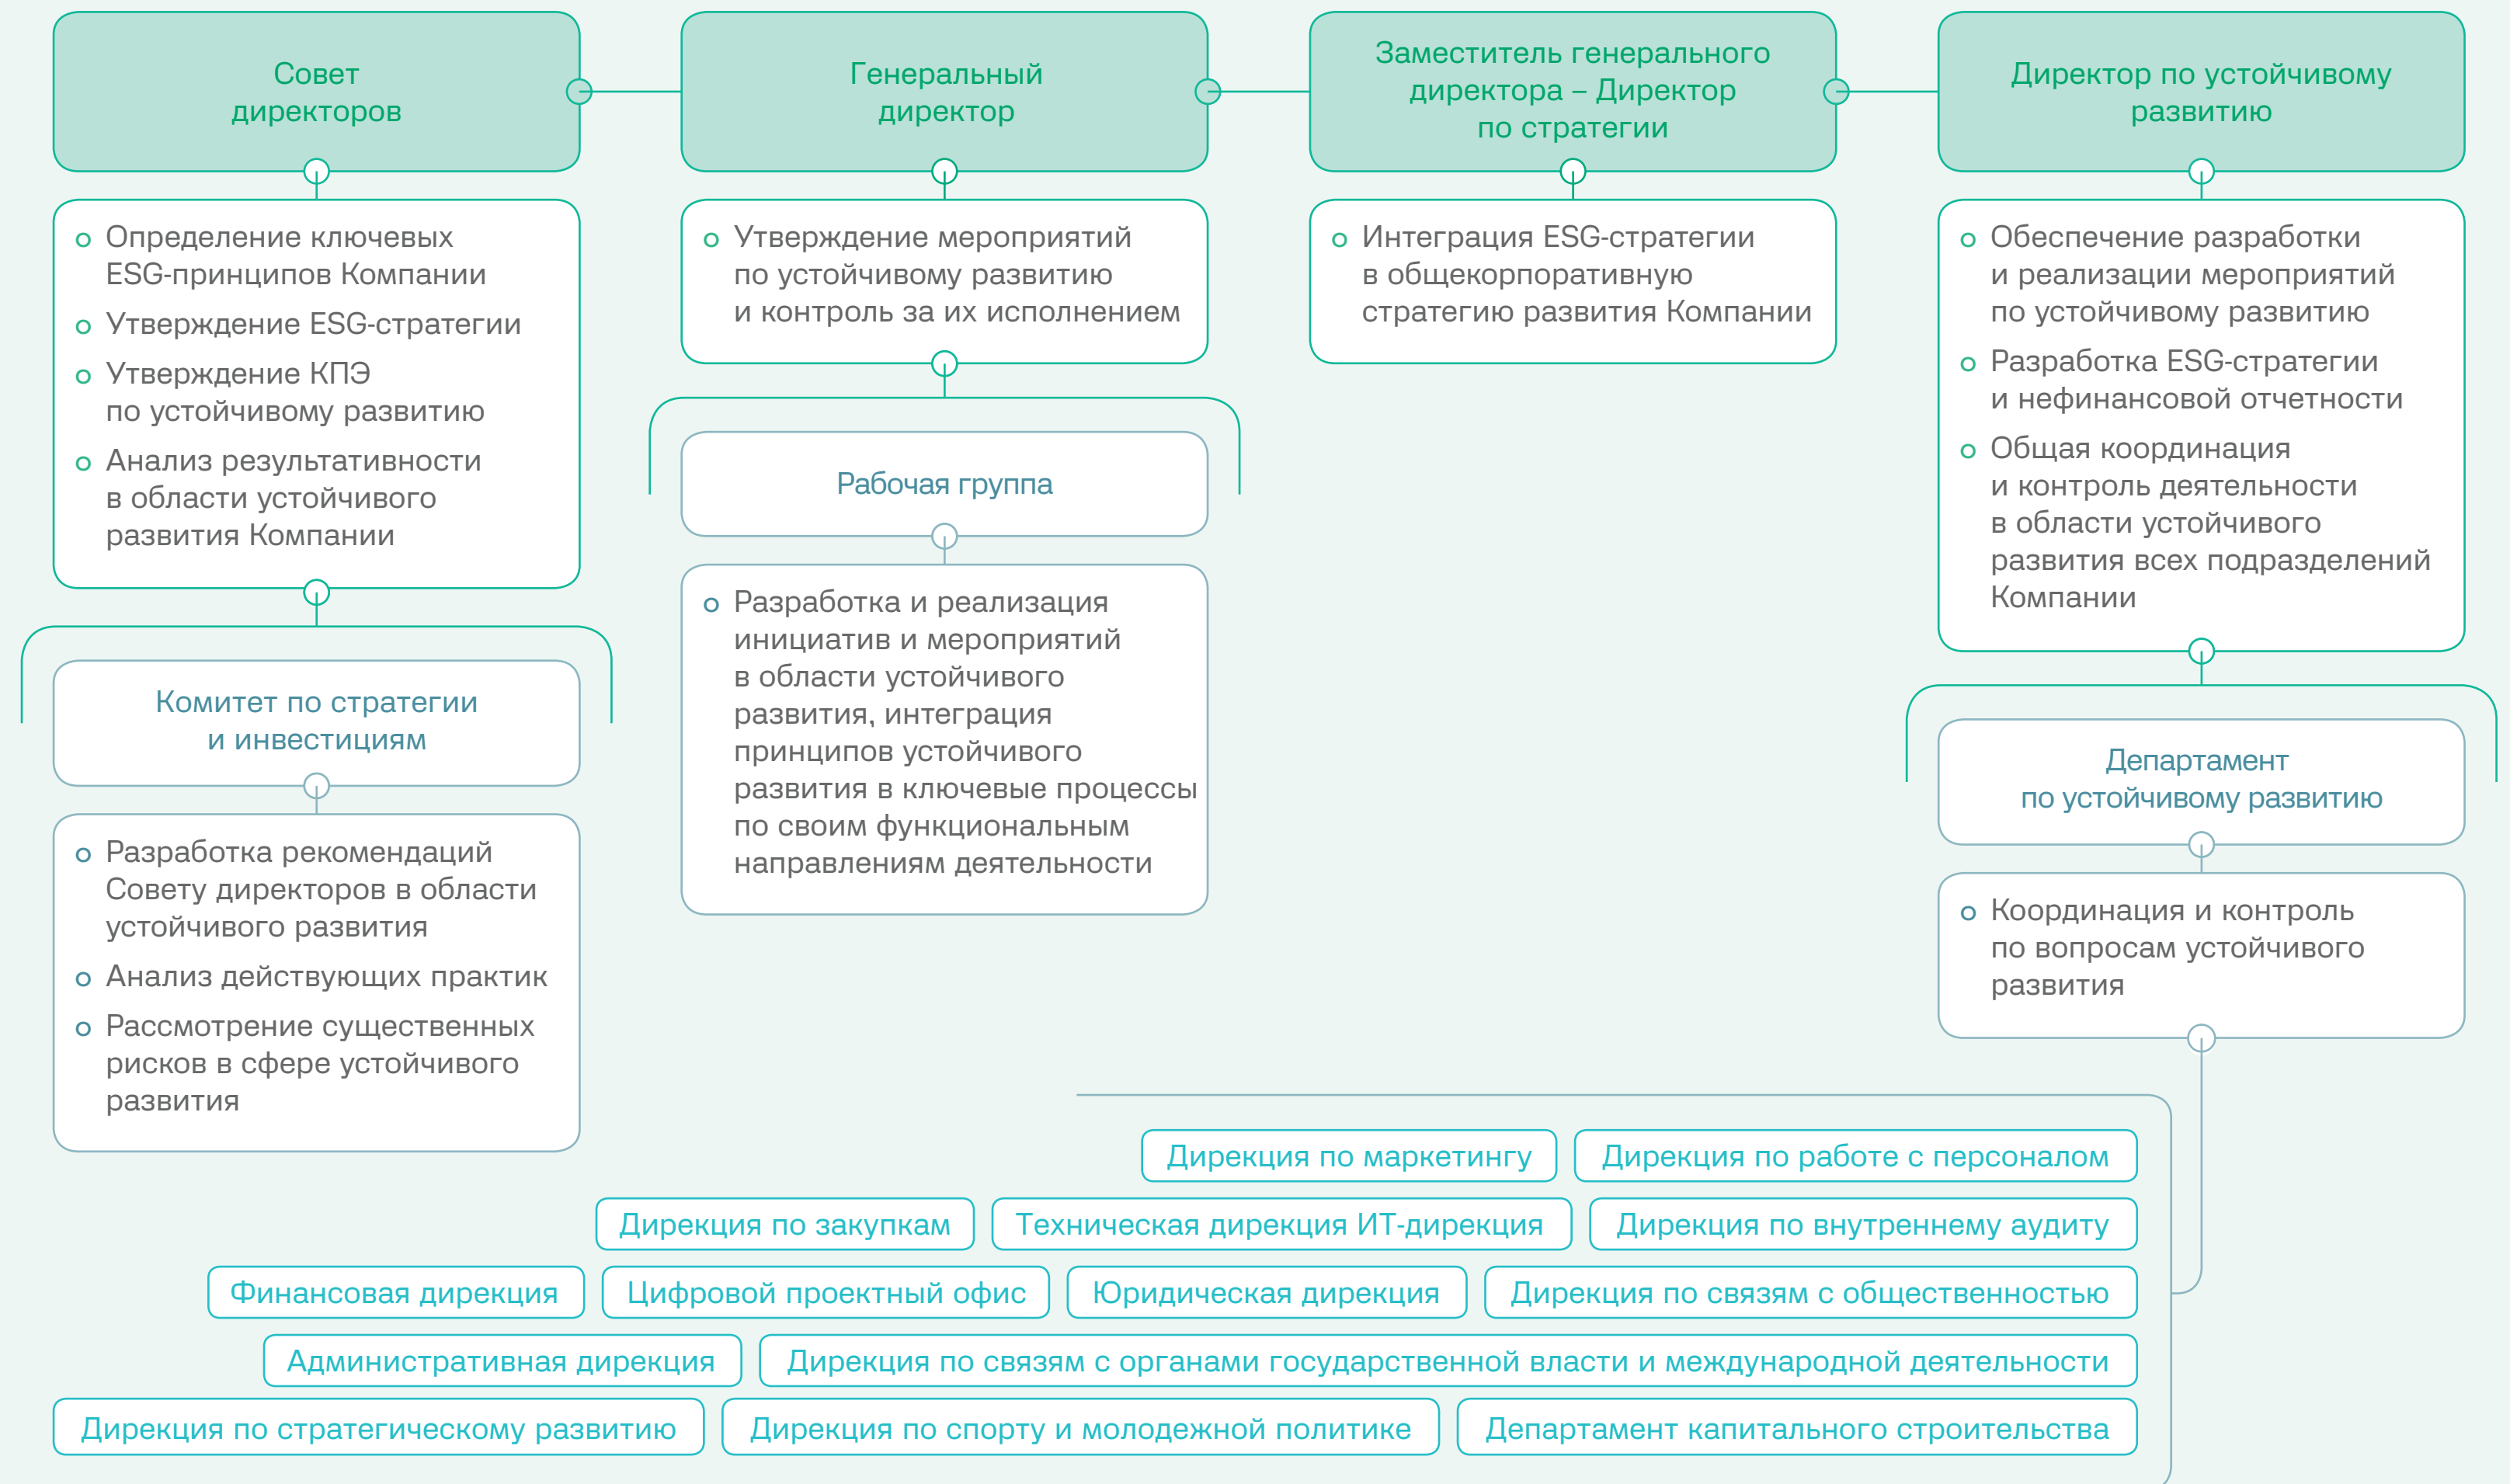 Совет
директоров
Генеральный
директор
Заместитель генерального
директора – Директор
по стратегии
Директор по устойчивому
развитию
Определение ключевых
ESG-принципов Компании
Утверждение ESG-стратегии
Утверждение КПЭ
по устойчивому развитию
Анализ результативности
в области устойчивого
развития Компании
Комитет по стратегии
и инвестициям
Разработка рекомендаций
Совету директоров в области
устойчивого развития
Анализ действующих практик
Рассмотрение существенных
рисков в сфере устойчивого
развития
Утверждение мероприятий
по устойчивому развитию
и контроль за их исполнением
Рабочая группа
Разработка и реализация
инициатив и мероприятий
в области устойчивого
развития, интеграция
принципов устойчивого
развития в ключевые процессы
по своим функциональным
направлениям деятельности
Интеграция ESG-стратегии
в общекорпоративную
стратегию развития Компании
Обеспечение разработки
и реализации мероприятий
по устойчивому развитию
Разработка ESG-стратегии
и нефинансовой отчетности
Общая координация
и контроль деятельности
в области устойчивого
развития всех подразделений
Компании
Департамент
по устойчивому развитию
Координация и контроль
по вопросам устойчивого
развития
Дирекция по маркетингу
Дирекция по работе с персоналом
Дирекция по закупкам
Техническая дирекция ИТ-дирекция
Дирекция по внутреннему аудиту
Финансовая дирекция
Цифровой проектный офис
Юридическая дирекция
Дирекция по связям с общественностью
Административная дирекция
Дирекция по связям с органами государственной власти и международной деятельности
Дирекция по стратегическому развитию
Дирекция по спорту и молодежной политике
Департамент капитального строительства